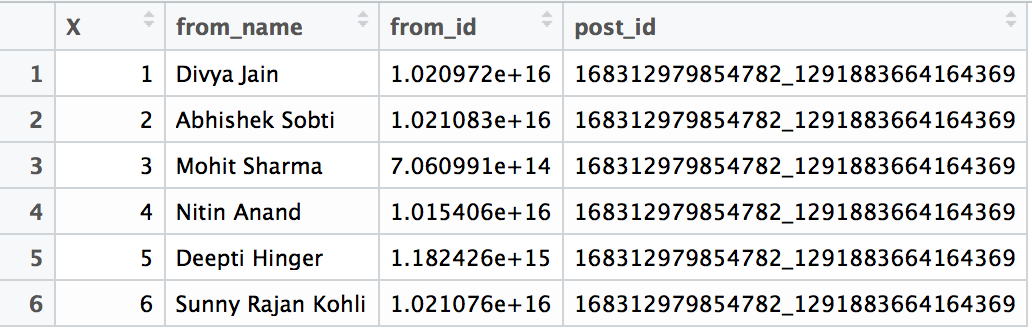 X from_name from_id post_id
1 1 Divya Jain 1.020972e+16 168312979854782_1291883664164369
2 2 Abhishek Sobti 1.021083e+16 168312979854782_1291883664164369
3 3 Mohit Sharma 7.060991e+14 168312979854782_1291883664164369
4 4 Nitin Anand 1.015406e+16 168312979854782_1291883664164369
5 5 Deepti Hinger 1.182426e+15 168312979854782_1291883664164369
6 6 Sunny Rajan Kohli 1.021076e+16 168312979854782_1291883664164369